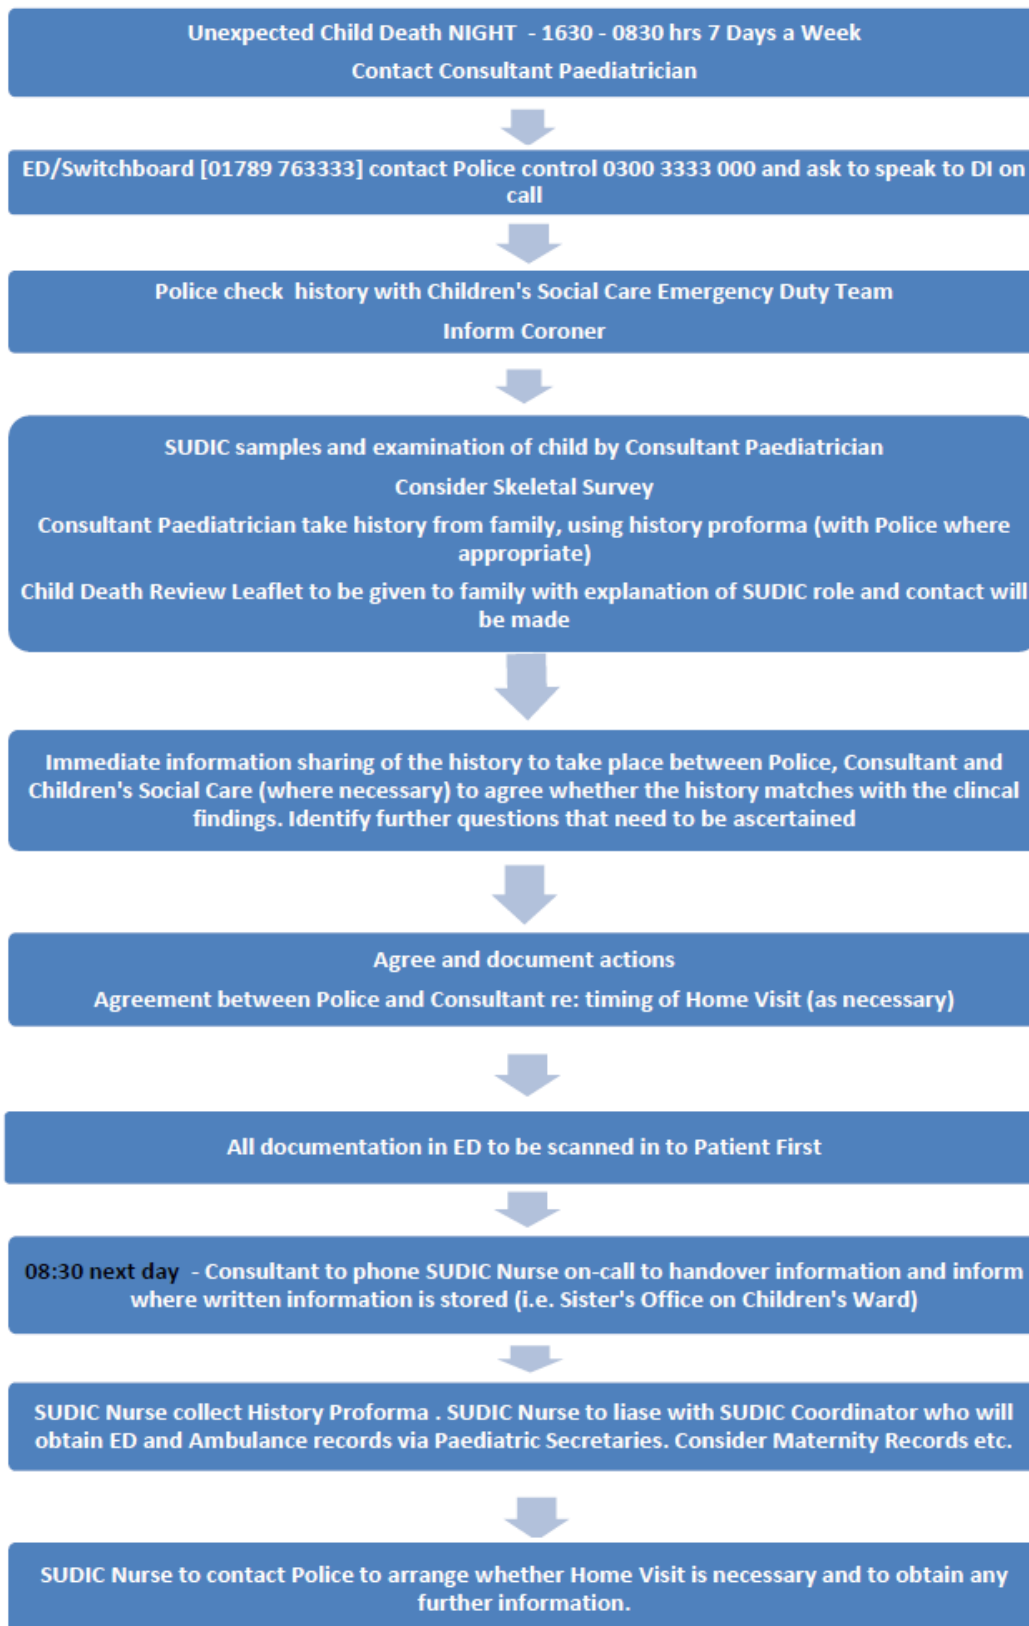 Unexpected Child Death NIGHT  - 1630 - 0830 hrs 7 Days a Week
Contact Consultant Paediatrician
ED/Switchboard [01789 763333] contact Police control 0300 3333 000 and ask to speak to DI on
call
Police check  history with Children's Social Care Emergency Duty Team
Inform Coroner
SUDIC samples and examination of child by Consultant Paediatrician
Consider Skeletal Survey
Consultant Paediatrician take history from family, using history proforma (with Police where
appropriate)
Child Death Review Leaflet to be given to family with explanation of SUDIC role and contact will
be made
Immediate information sharing of the history to take place between Police, Consultant and
Children's Social Care (where necessary) to agree whether the history matches with the clincal
findings. Identify further questions that need to be ascertained
Agree and document actions
Agreement between Police and Consultant re: timing of Home Visit (as necessary)
All documentation in ED to be scanned in to Patient First
08:30 next day  - Consultant to phone SUDIC Nurse on-call to handover information and inform
where written information is stored (i.e. Sister's Office on Children's Ward)
SUDIC Nurse collect History Proforma . SUDIC Nurse to liase with SUDIC Coordinator who will
obtain ED and Ambulance records via Paediatric Secretaries. Consider Maternity Records etc.
SUDIC Nurse to contact Police to arrange whether Home Visit is necessary and to obtain any
further information.